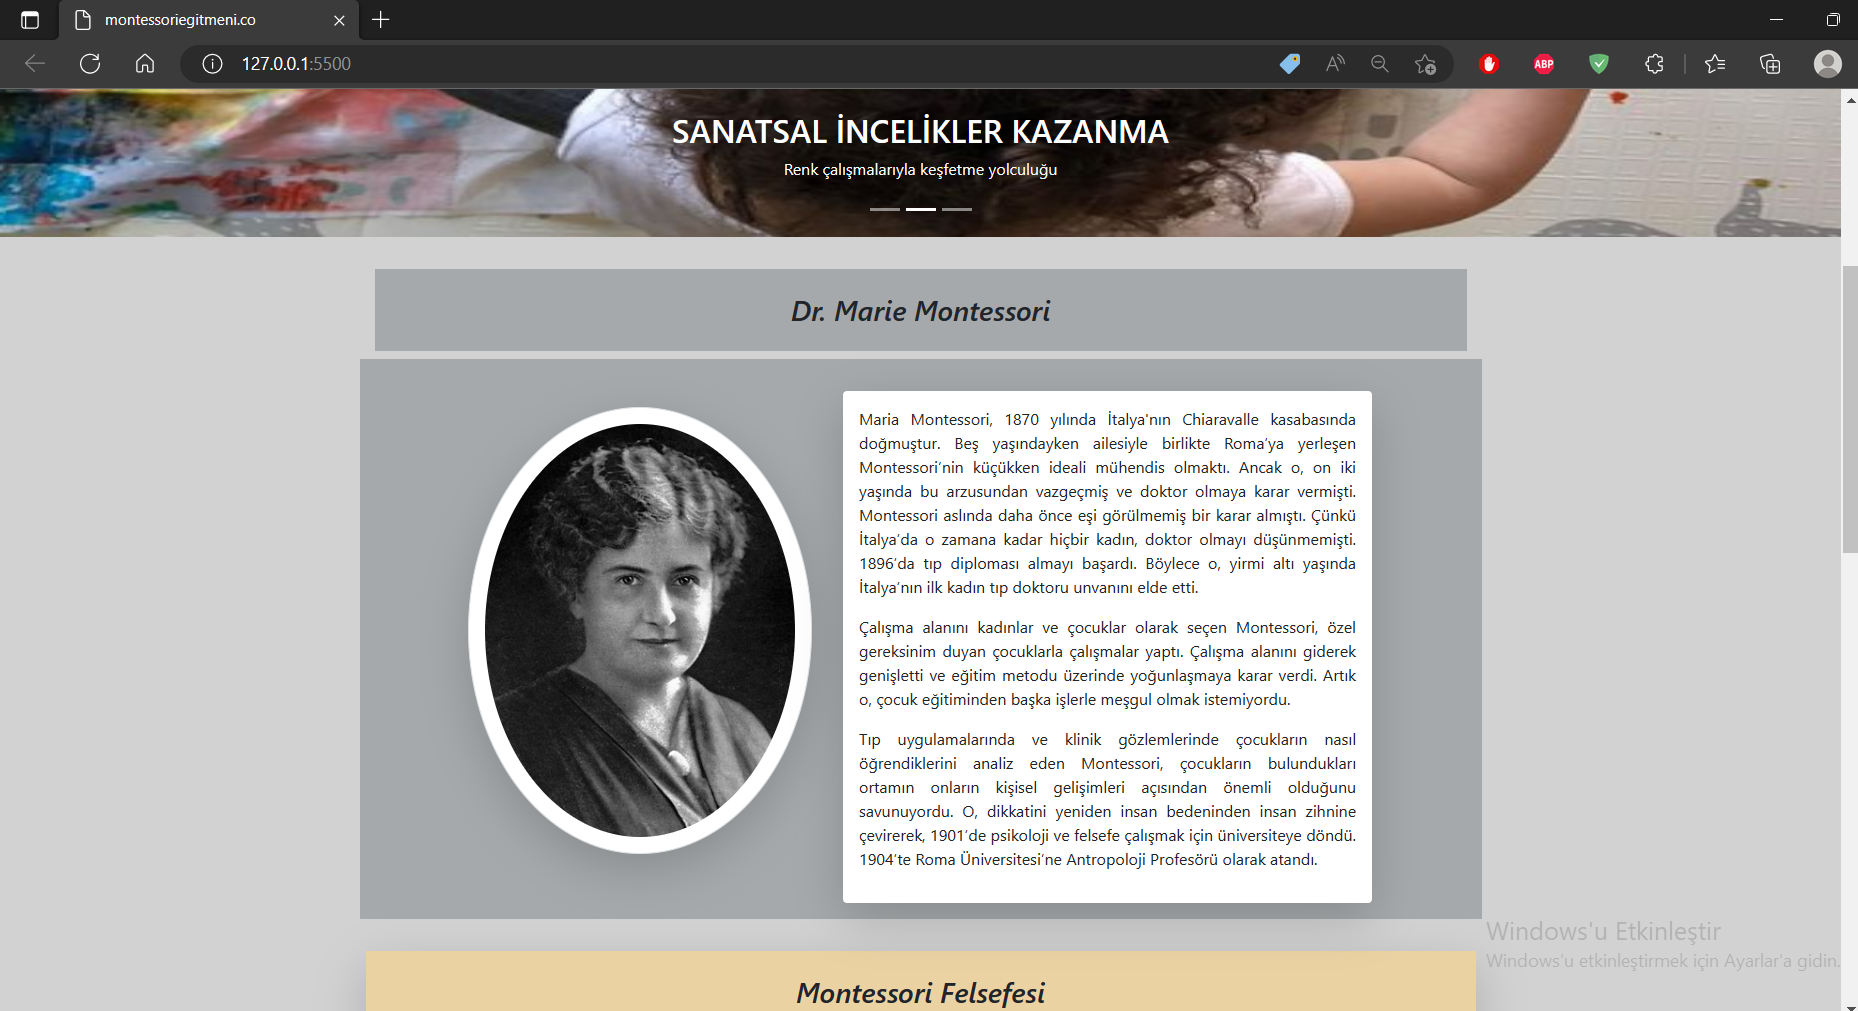 montessoriegitmeni.co
127.0.0.1:5500
ABP
SANATSAL İNCELİKLER KAZANMA
Renk çalışmalarıyla keşfetme yolculuğu
Dr. Marie Montessori
Maria Montessori, 1870 yılında İtalya'nın Chiaravalle kasabasında
doğmuştur. Beş yaşındayken ailesiyle birlikte Roma'ya yerleşen
Montessori'nin küçükken ideali mühendis olmaktı. Ancak o, on iki
yaşında bu arzusundan vazgeçmiş ve doktor olmaya karar vermişti.
Montessori aslında daha önce eşi görülmemiş bir karar almıştı. Çünkü
İtalya'da o zamana kadar hiçbir kadın, doktor olmayı düşünmemişti.
1896'da tıp diploması almayı başardı. Böylece o, yirmi altı yaşında
İtalya'nın ilk kadın tıp doktoru unvanını elde etti.
Çalışma alanını kadınlar ve çocuklar olarak seçen Montessori, özel
gereksinim duyan çocuklarla çalışmalar yaptı. Çalışma alanını giderek
genişletti ve eğitim metodu üzerinde yoğunlaşmaya karar verdi. Artık
o, çocuk eğitiminden başka işlerle meşgul olmak istemiyordu.
Tıp uygulamalarında ve klinik gözlemlerinde çocukların nasıl
öğrendiklerini analiz eden Montessori, çocukların bulundukları
ortamın onların kişisel gelişimleri açısından önemli olduğunu
savunuyordu. O, dikkatini yeniden insan bedeninden insan zihnine
çevirerek, 1901'de psikoloji ve felsefe çalışmak için üniversiteye döndü.
1904'te Roma Üniversitesi'ne Antropoloji Profesörü olarak atandı.
Windows'u Etkinleştir
Windows'u etkinleştirmek için Ayarlar'a gidin.
Montessori Felsefesi